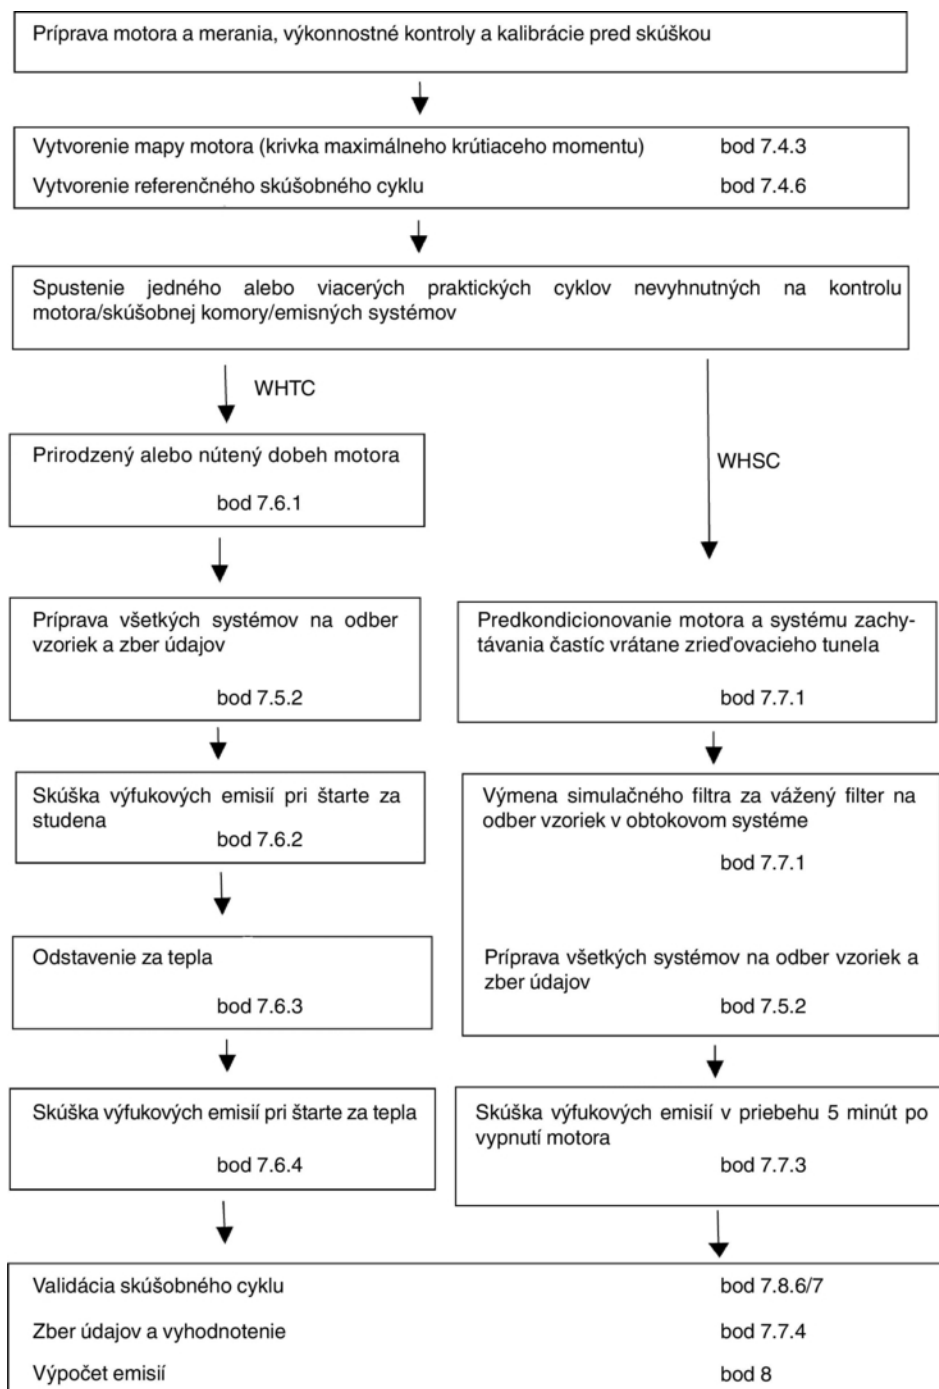 Príprava motora a merania, výkonnostné kontroly a kalibrácie pred skúškou
Vytvorenie mapy motora (krivka maximálneho krútiaceho momentu) bod 7.4.3
Vytvorenie referenčného skúšobného cyklu bod 7.4.6
Spustenie jedného alebo viacerých praktických cyklov nevyhnutných na kontrolu
motora/skúšobnej komory/emisných systémov
WHTC
Prirodzený alebo nútený dobeh motora
bod 7.6.1
WHSC
Príprava všetkých systémov na odber
vzoriek a zber údajov
bod 7.5.2
Predkondicionovanie motora a systému zachy-
távania častíc vrátane zrieďovacieho tunela
bod 7.7.1
Skúška výfukových emisií pri štarte za
studena
bod 7.6.2
Výmena simulačného filtra za vážený filter na
odber vzoriek v obtokovom systéme
bod 7.7.1
Odstavenie za tepla
bod 7.6.3
Príprava všetkých systémov na odber vzoriek a
zber údajov
bod 7.5.2
Skúška výfukových emisií pri štarte za tepla
bod 7.6.4
Skúška výfukových emisií v priebehu 5 minút po
vypnutí motora
bod 7.7.3
Validácia skúšobného cyklu bod 7.8.6/7
Zber údajov a vyhodnotenie bod 7.7.4
Výpočet emisií bod 8